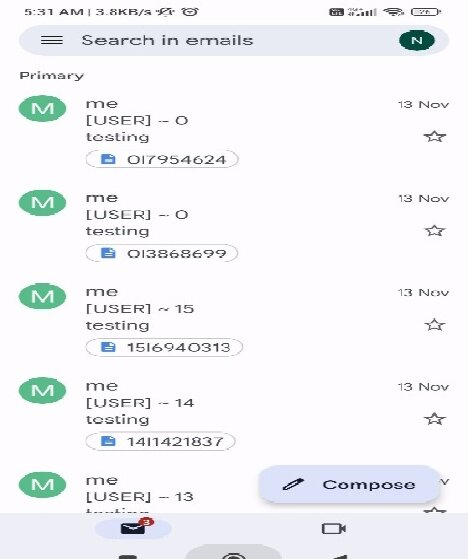 5:31 AM | 3.8KB/s
Search in emails
N
Primary
M
me
13 Nov
[USER] ~ 0
testing
0I7954624
M
me
13 Nov
[USER] ~ 0
testing
0I3868699
M
me
13 Nov
[USER] ~ 15
testing
15I6940313
M
me
13 Nov
[USER] ~ 14
testing
14I1421837
M
me
[USER] ~ 13
testing
Compose
3